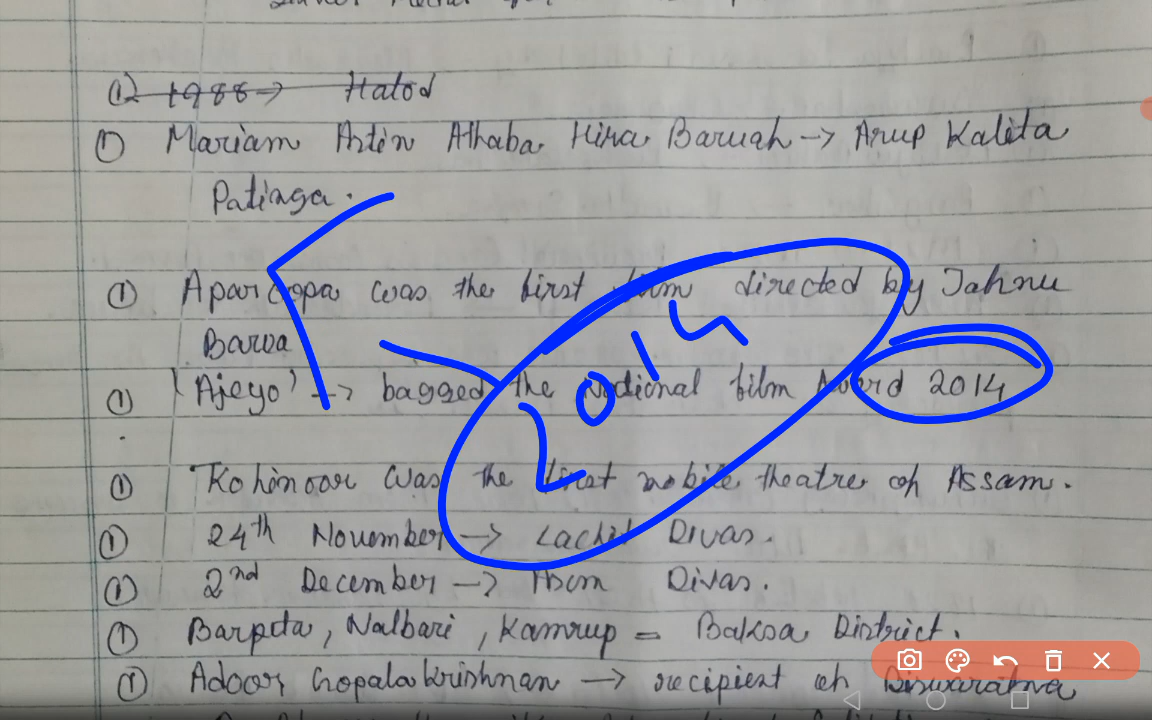 ① 1988 → Hatod
① Mariam Astin Athaba Hira Baruah → Arup Kalita
Patinga.
① Aparoopa was the first film directed by Jahnu
Barua
① 'Ajeyo' → bagged the National film Award 2014
2014
① Kohinoor was the first mobile theatre of Assam.
① 24th November → Lachit Divas.
① 2nd December → Asom Divas.
① Barpeta, Nalbari, Kamrup = Baksa District.
① Adoor Gopalakrishnan → recipient of Biswaratna